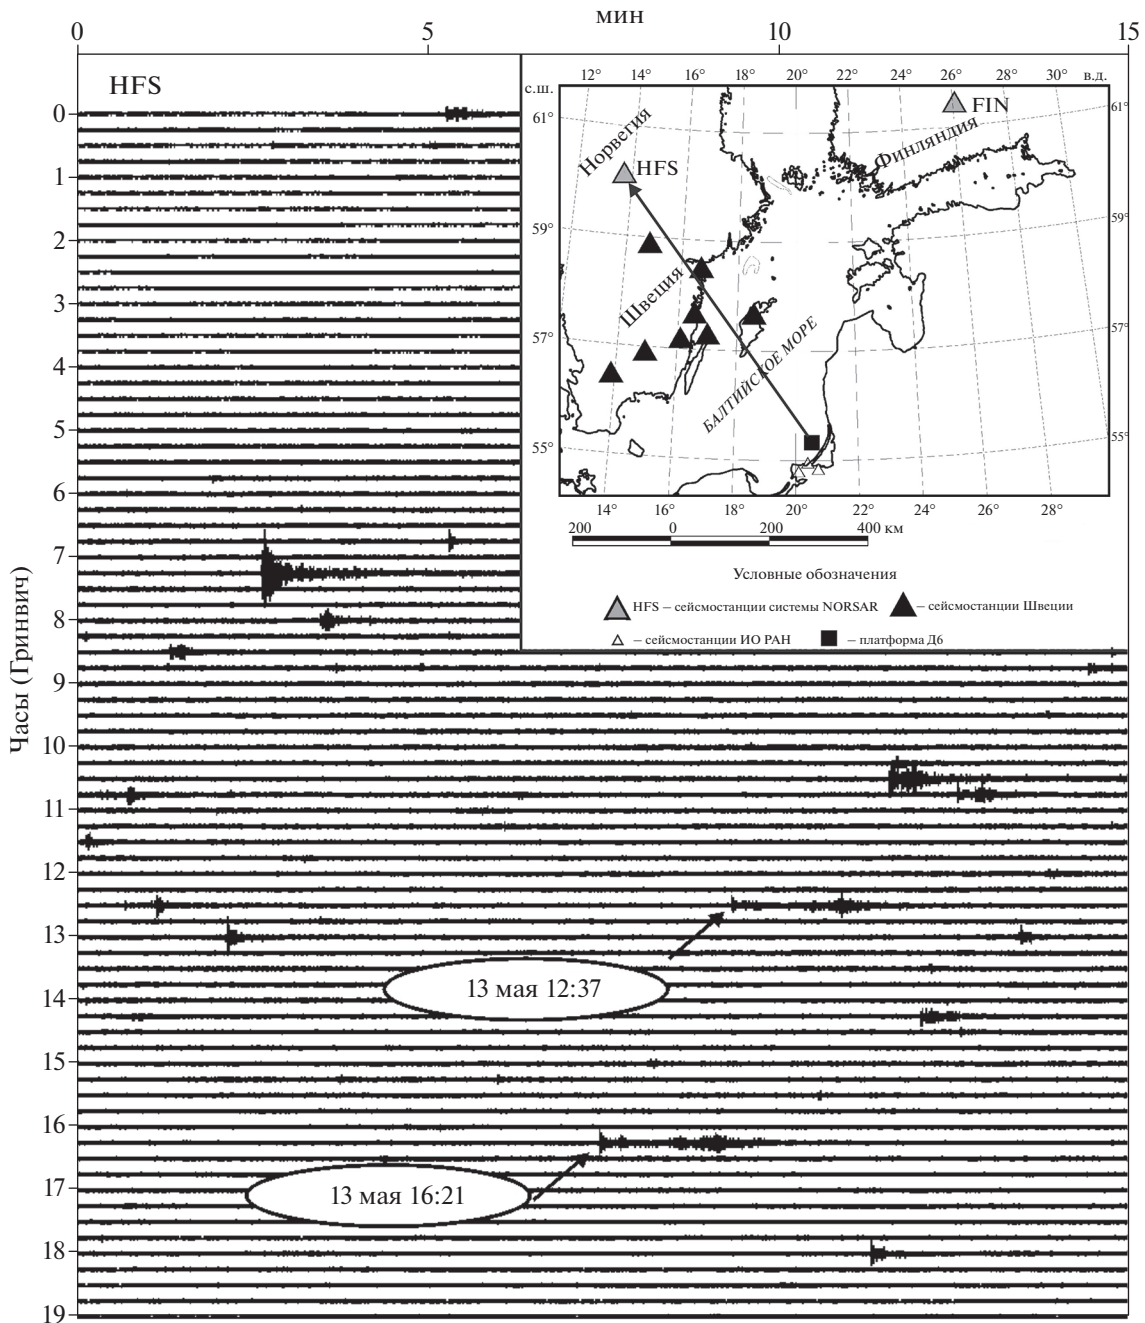 мин
0 5 10 15
HFS
12° 14° 16° 18° 20° 22° 24° 26° 28° 30° в.д.
с.ш.
61° 61°
59° 59°
57° 57°
55° 55°
Норвегия
HFS
FIN
Финляндия
Швеция
БАЛТИЙСКОЕ МОРЕ
14° 16° 18° 20° 22° 24° 26° 28°
200 0 200 400 км
Условные обозначения
HFS – сейсмостанции системы NORSAR
– сейсмостанции Швеции
– сейсмостанции ИО РАН
– платформа Д6
Часы (Гринвич)
0
1
2
3
4
5
6
7
8
9
10
11
12
13
14
15
16
17
18
19
13 мая 12:37
13 мая 16:21